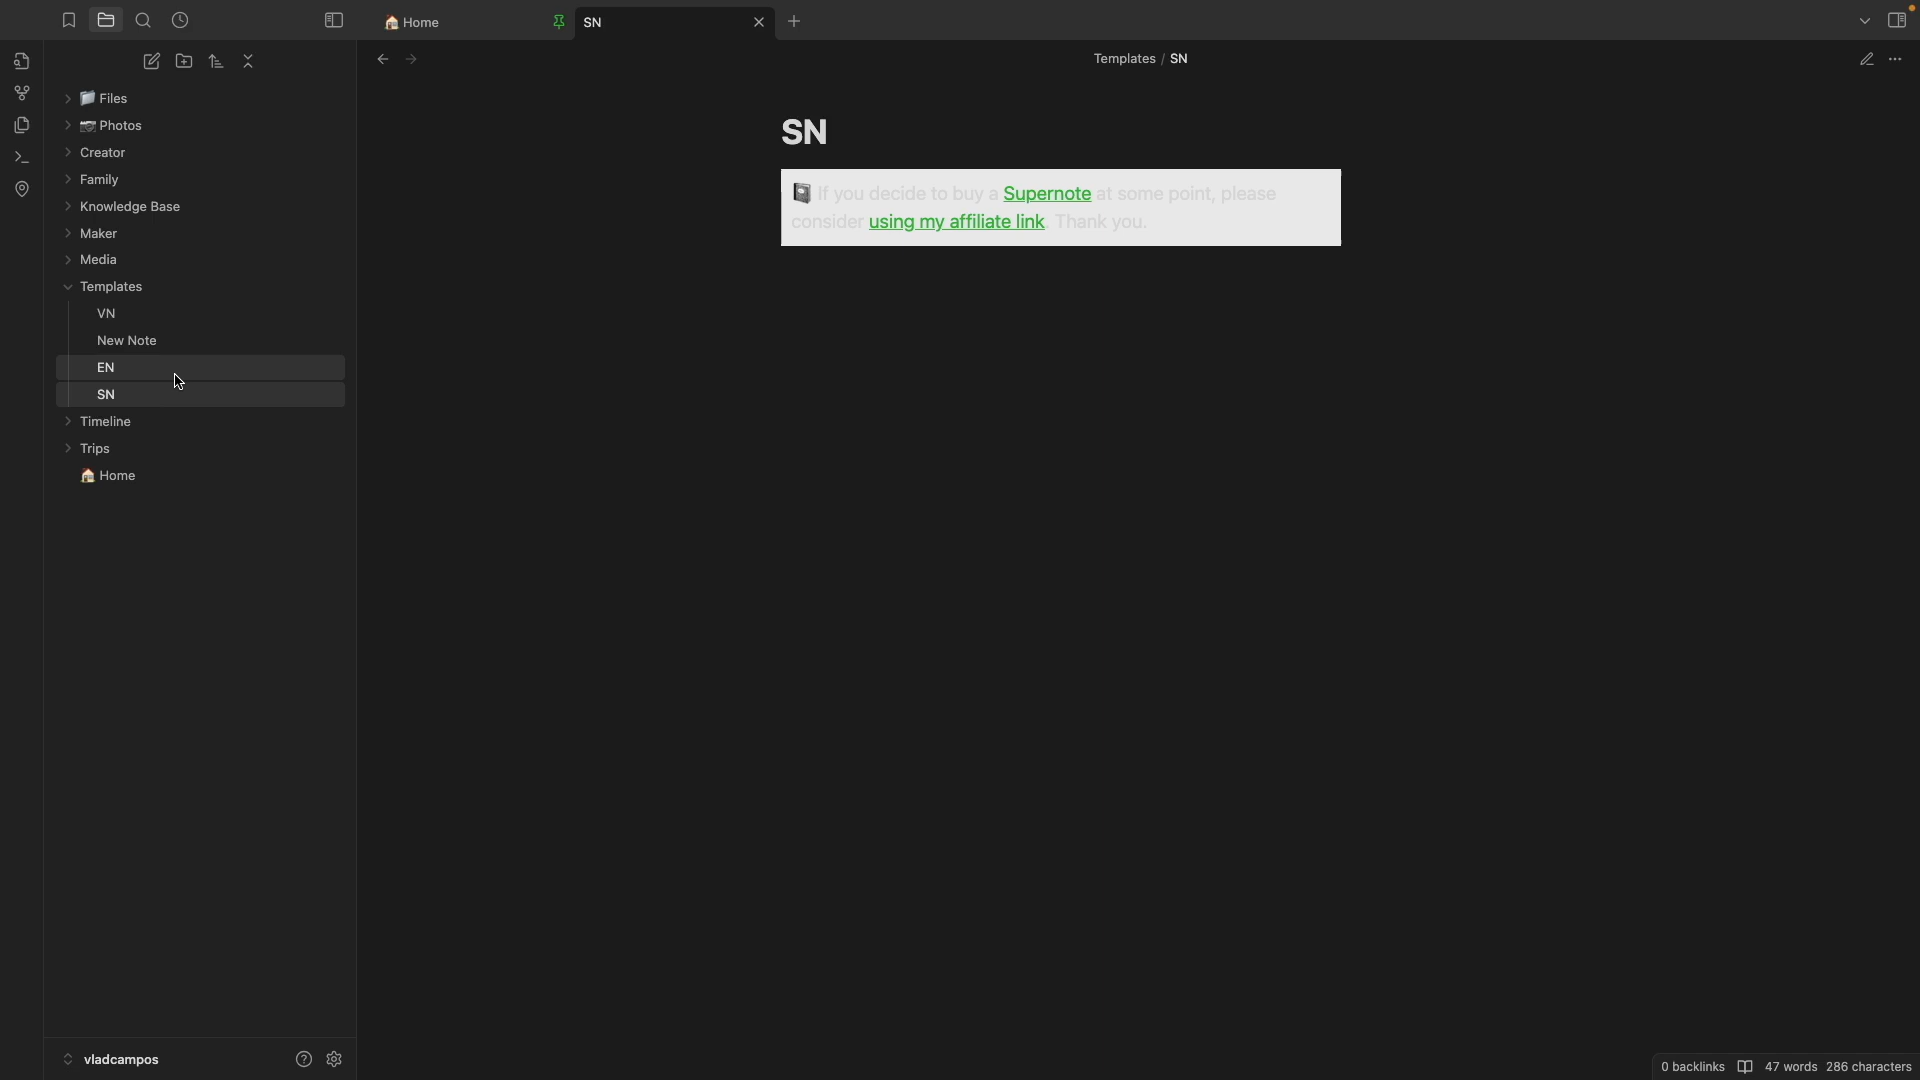 Home
SN
Templates / SN
Files
Photos
Creator
Family
Knowledge Base
Maker
Media
Templates
VN
New Note
EN
SN
Timeline
Trips
Home
SN
If you decide to buy a Supernote at some point, please
consider using my affiliate link. Thank you.
vladcampos
0 backlinks 47 words 286 characters